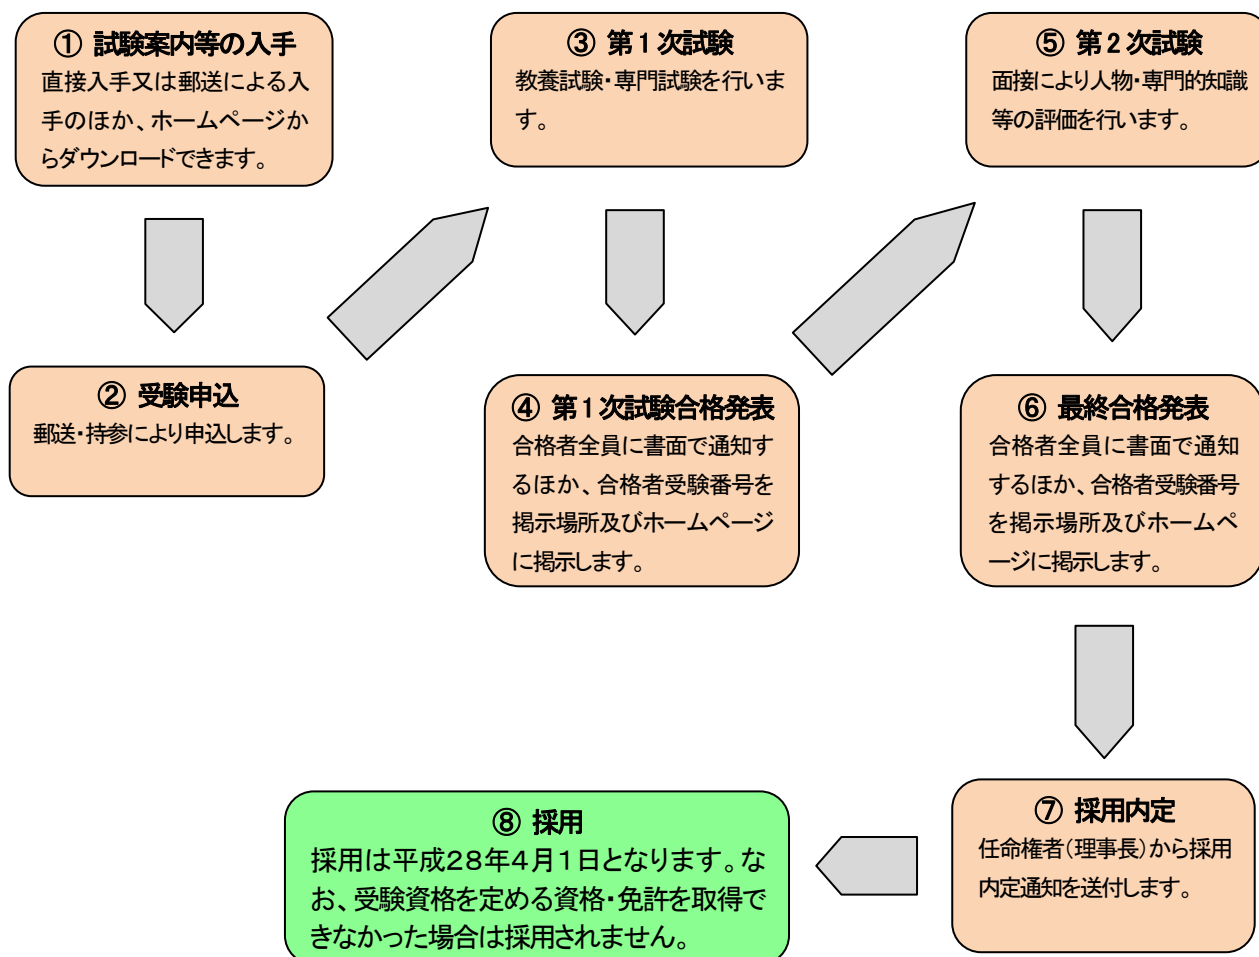 ① 試験案内等の入手
直接入手又は郵送による入
手のほか、ホームページか
らダウンロードできます。
② 受験申込
郵送・持参により申込します。
③ 第１次試験
教養試験・専門試験を行いま
す。
④ 第１次試験合格発表
合格者全員に書面で通知す
るほか、合格者受験番号を
掲示場所及びホームページ
に掲示します。
⑤ 第２次試験
面接により人物・専門的知識
等の評価を行います。
⑥ 最終合格発表
合格者全員に書面で通知
するほか、合格者受験番号
を掲示場所及びホームペ
ージに掲示します。
⑦ 採用内定
任命権者（理事長）から採用
内定通知を送付します。
⑧ 採用
採用は平成２８年４月１日となります。な
お、受験資格を定める資格・免許を取得で
きなかった場合は採用されません。